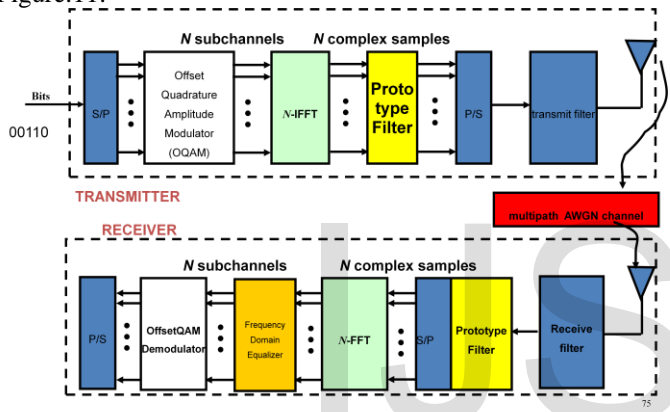 Figure.11.
N subchannels N complex samples
Bits
00110
S/P
Offset
Quadrature
Amplitude
Modulator
(OQAM)
N-IFFT
Proto
type
Filter
P/S
transmit filter
TRANSMITTER
multipath AWGN channel
RECEIVER
N subchannels N complex samples
P/S
OffsetQAM
Demodulator
Frequency
Domain
Equalizer
N-FFT
S/P
Prototype
Filter
Receive
filter
75
IJS